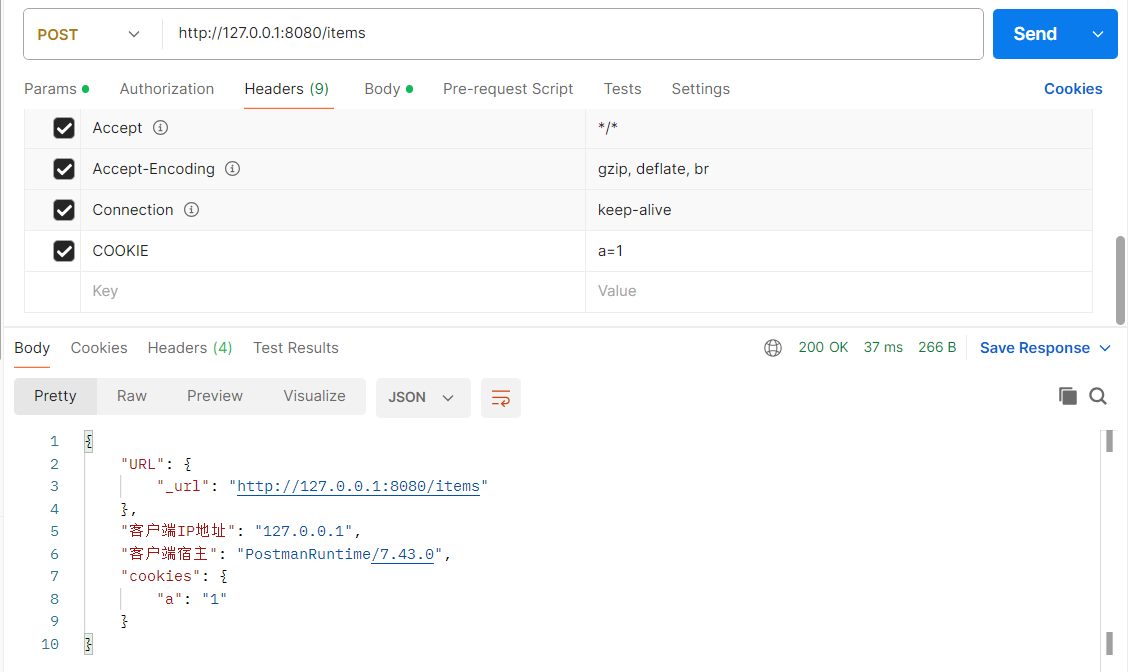 POST http://127.0.0.1:8080/items Send
Params Authorization Headers (9) Body Pre-request Script Tests Settings Cookies
Accept */*
Accept-Encoding gzip, deflate, br
Connection keep-alive
COOKIE a=1
Key Value
Body Cookies Headers (4) Test Results 200 OK 37 ms 266 B Save Response
Pretty Raw Preview Visualize JSON
1 {
2 "URL": {
3 "_url": "http://127.0.0.1:8080/items"
4 },
5 "客户端IP地址": "127.0.0.1",
6 "客户端宿主": "PostmanRuntime/7.43.0",
7 "cookies": {
8 "a": "1"
9 }
10 }